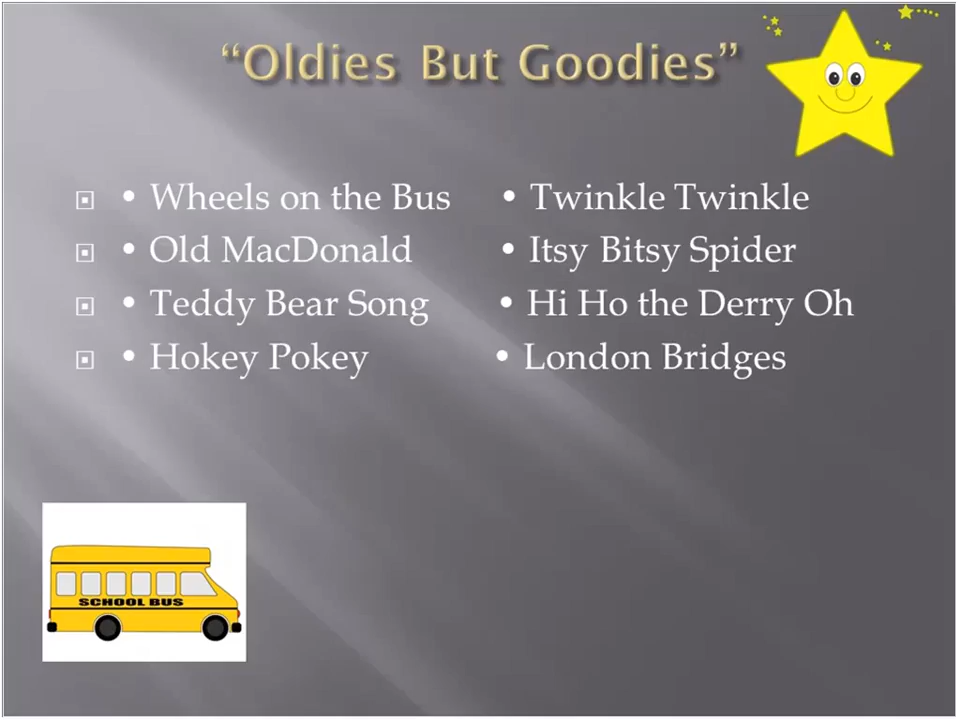 “Oldies But Goodies”
• Wheels on the Bus • Twinkle Twinkle
• Old MacDonald • Itsy Bitsy Spider
• Teddy Bear Song • Hi Ho the Derry Oh
• Hokey Pokey • London Bridges
SCHOOL BUS